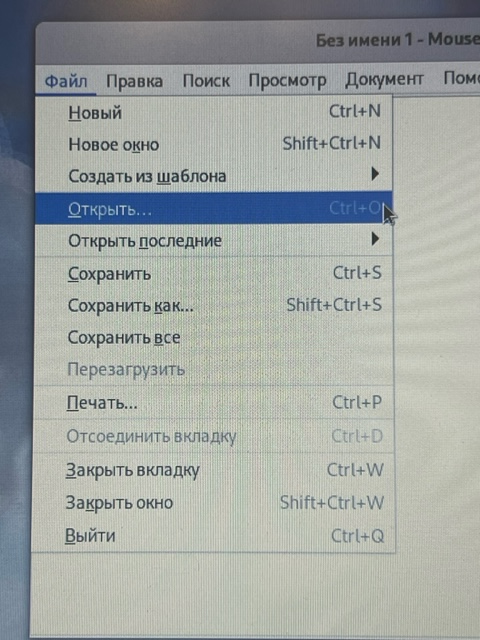 Без имени 1 - Mouse
Файл Правка Поиск Просмотр Документ Помо
Новый Ctrl+N
Новое окно Shift+Ctrl+N
Создать из шаблона
Открыть... Ctrl+O
Открыть последние
Сохранить Ctrl+S
Сохранить как... Shift+Ctrl+S
Сохранить все
Перезагрузить
Печать... Ctrl+P
Отсоединить вкладку Ctrl+D
Закрыть вкладку Ctrl+W
Закрыть окно Shift+Ctrl+W
Выйти Ctrl+Q